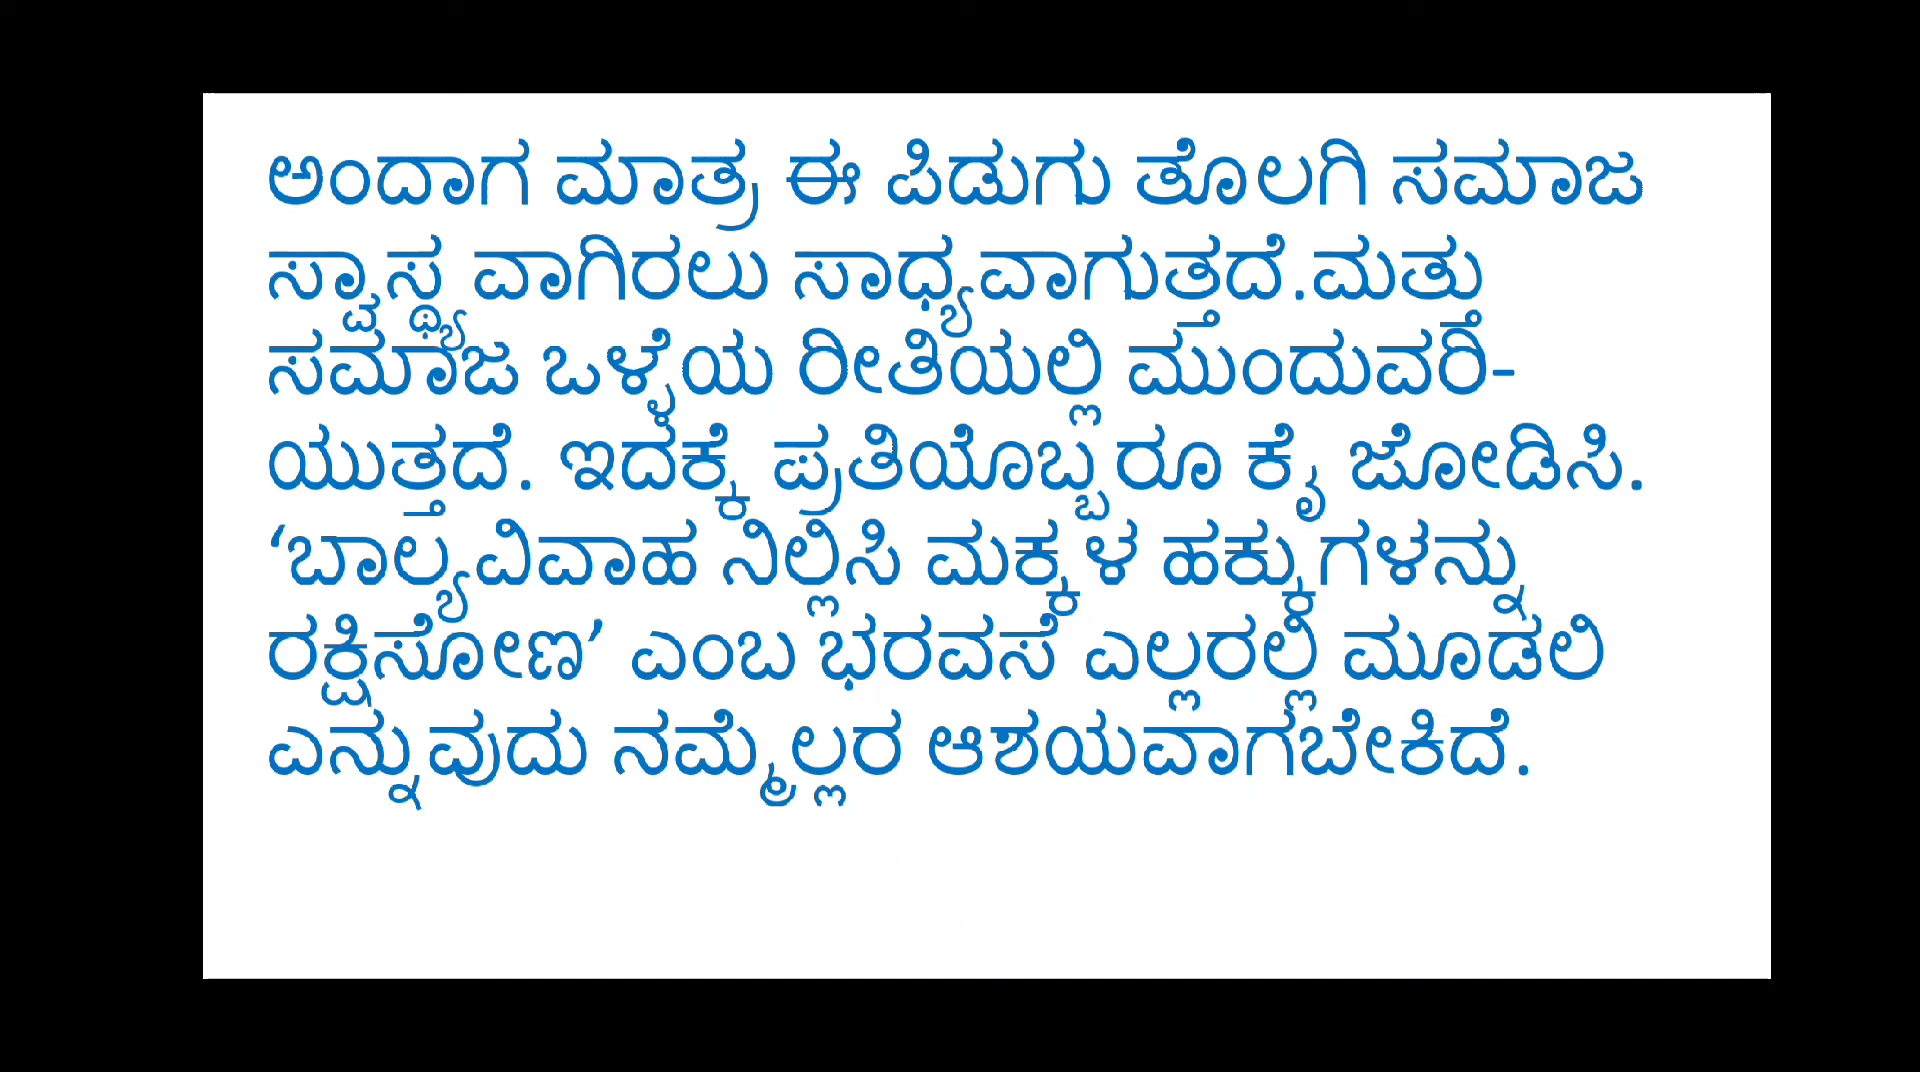 ಅಂದಾಗ ಮಾತ್ರ ಈ ಪಿಡುಗು ತೊಲಗಿ ಸಮಾಜ
ಸ್ವಾಸ್ಥ್ಯ ವಾಗಿರಲು ಸಾಧ್ಯವಾಗುತ್ತದೆ.ಮತ್ತು
ಸಮಾಜ ಒಳ್ಳೆಯ ರೀತಿಯಲ್ಲಿ ಮುಂದುವರಿ-
ಯುತ್ತದೆ. ಇದಕ್ಕೆ ಪ್ರತಿಯೊಬ್ಬರೂ ಕೈ ಜೋಡಿಸಿ.
‘ಬಾಲ್ಯವಿವಾಹ ನಿಲ್ಲಿಸಿ ಮಕ್ಕಳ ಹಕ್ಕುಗಳನ್ನು
ರಕ್ಷಿಸೋಣ’ ಎಂಬ ಭರವಸೆ ಎಲ್ಲರಲ್ಲಿ ಮೂಡಲಿ
ಎನ್ನುವುದು ನಮ್ಮೆಲ್ಲರ ಆಶಯವಾಗಬೇಕಿದೆ.